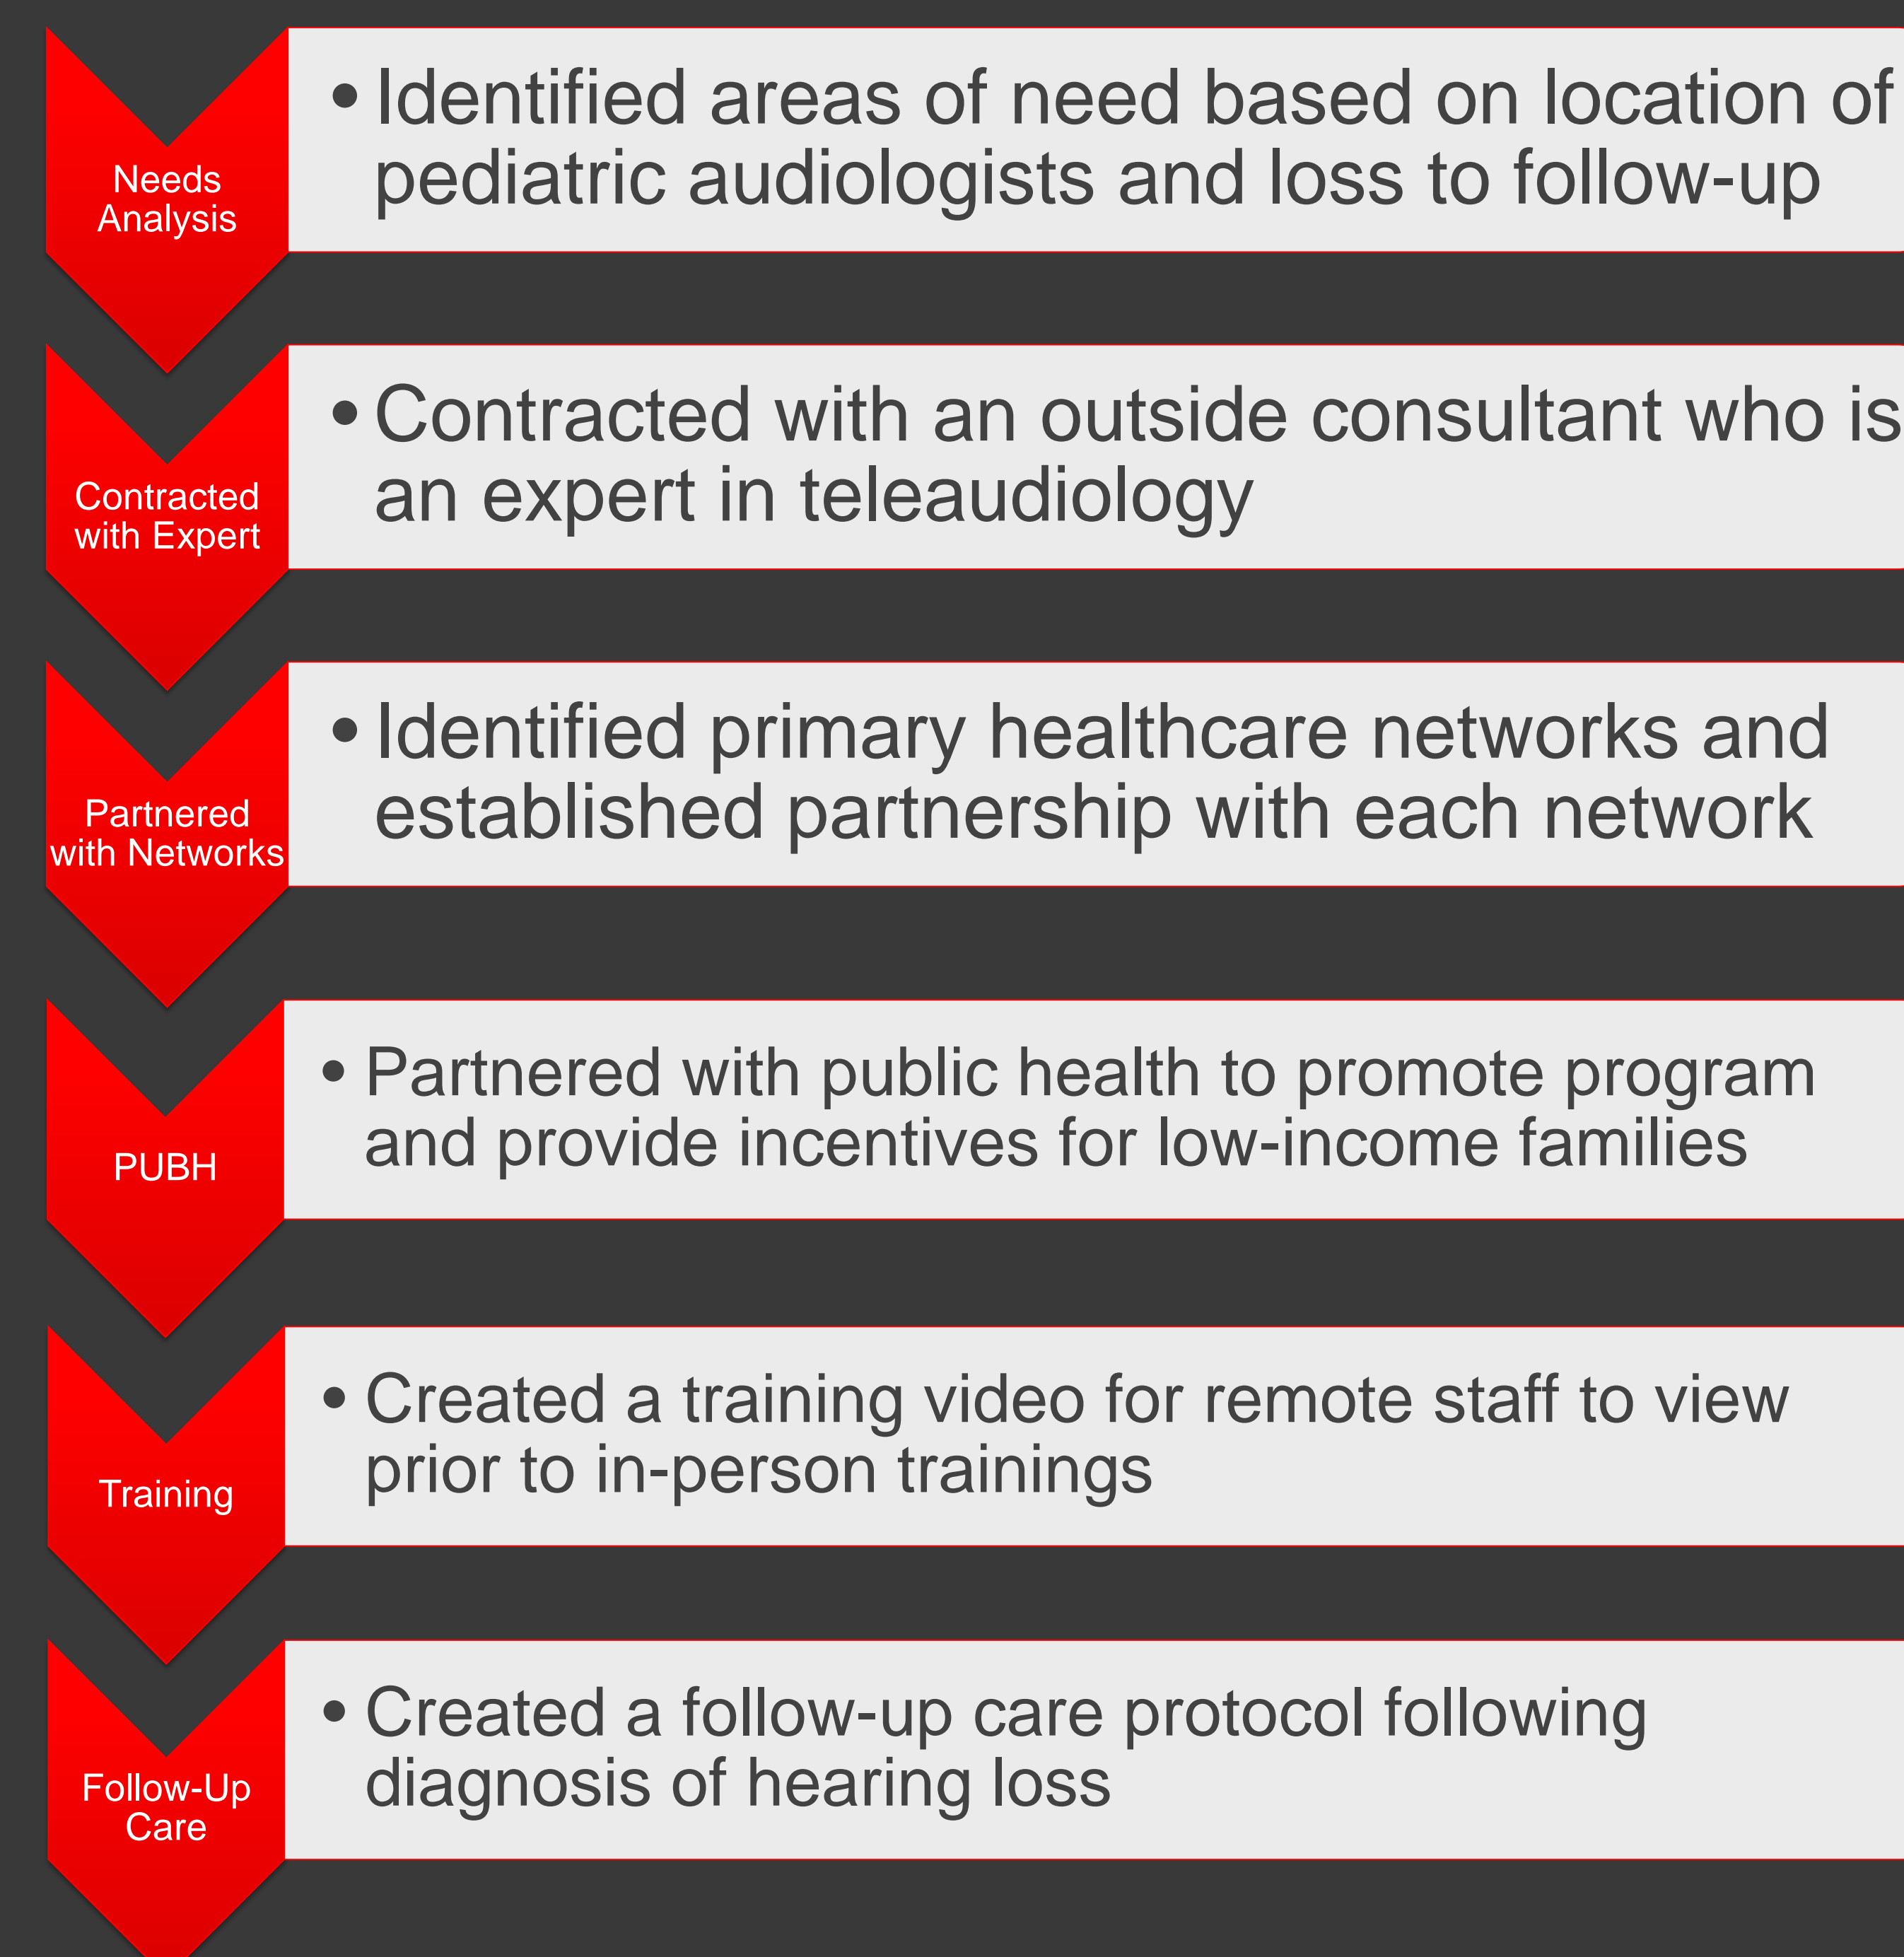 Needs
Analysis
• Identified areas of need based on location of
pediatric audiologists and loss to follow-up
Contracted
with Expert
• Contracted with an outside consultant who is
an expert in teleaudiology
Partnered
with Networks
• Identified primary healthcare networks and
established partnership with each network
PUBH
• Partnered with public health to promote program
and provide incentives for low-income families
Training
• Created a training video for remote staff to view
prior to in-person trainings
Follow-Up
Care
• Created a follow-up care protocol following
diagnosis of hearing loss